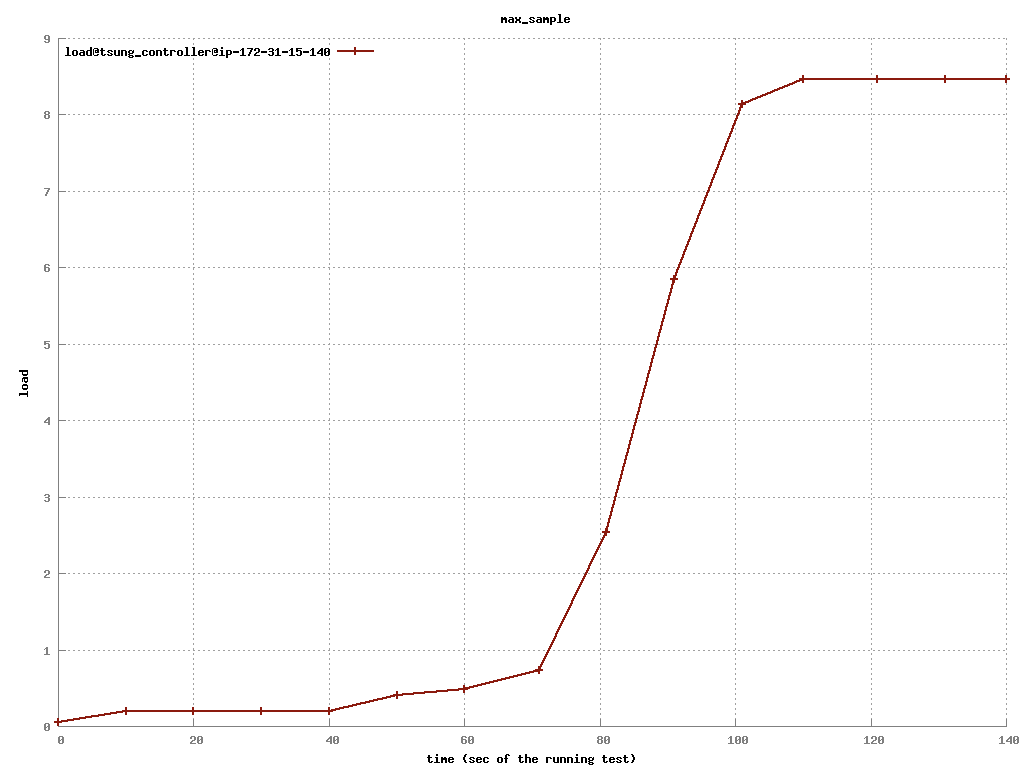 max_sample
load@tsung_controller@ip-172-31-15-140
9
8
7
6
5
4
3
2
1
0
load
0 20 40 60 80 100 120 140
time (sec of the running test)